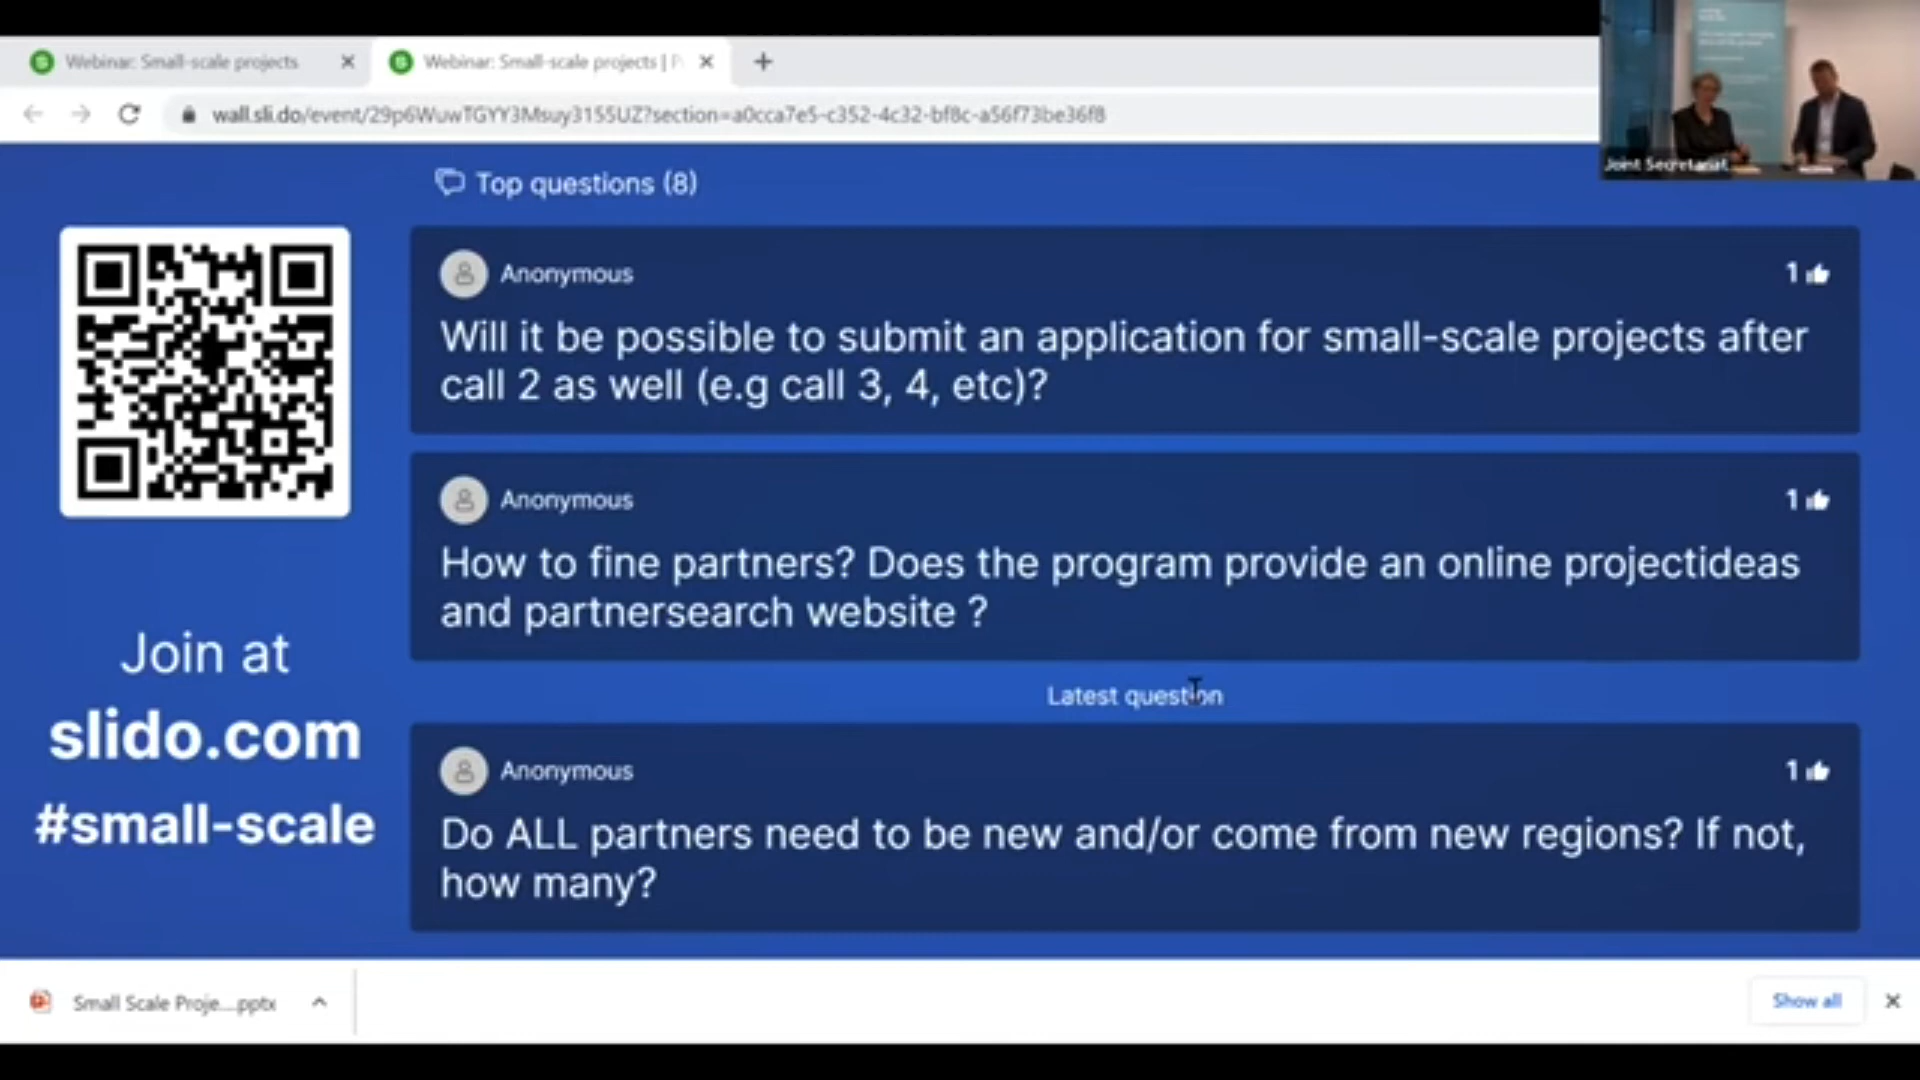 Webinar: Small-scale projects
Webinar: Small-scale projects |
wall.sli.do/event/29p6WuwTGYY3Msuy3155UZ?section=a0cca7e5-c352-4c32-bf8c-a56f73be36f8
Joint Secretariat
Top questions (8)
Anonymous
1
Will it be possible to submit an application for small-scale projects after
call 2 as well (e.g call 3, 4, etc)?
Anonymous
1
How to fine partners? Does the program provide an online projectideas
and partnersearch website ?
Latest question
Anonymous
1
Do ALL partners need to be new and/or come from new regions? If not,
how many?
Join at
slido.com
#small-scale
Small Scale Proje....pptx
Show all